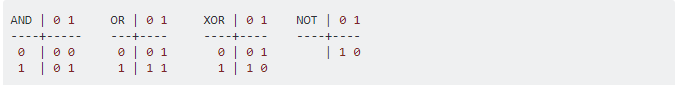 AND | 0 1     OR | 0 1     XOR | 0 1    NOT | 0 1
----+-----    ---+----     ----+----    ----+----
 0  | 0 0      0 | 0 1       0 | 0 1        | 1 0
 1  | 0 1      1 | 1 1       1 | 1 0